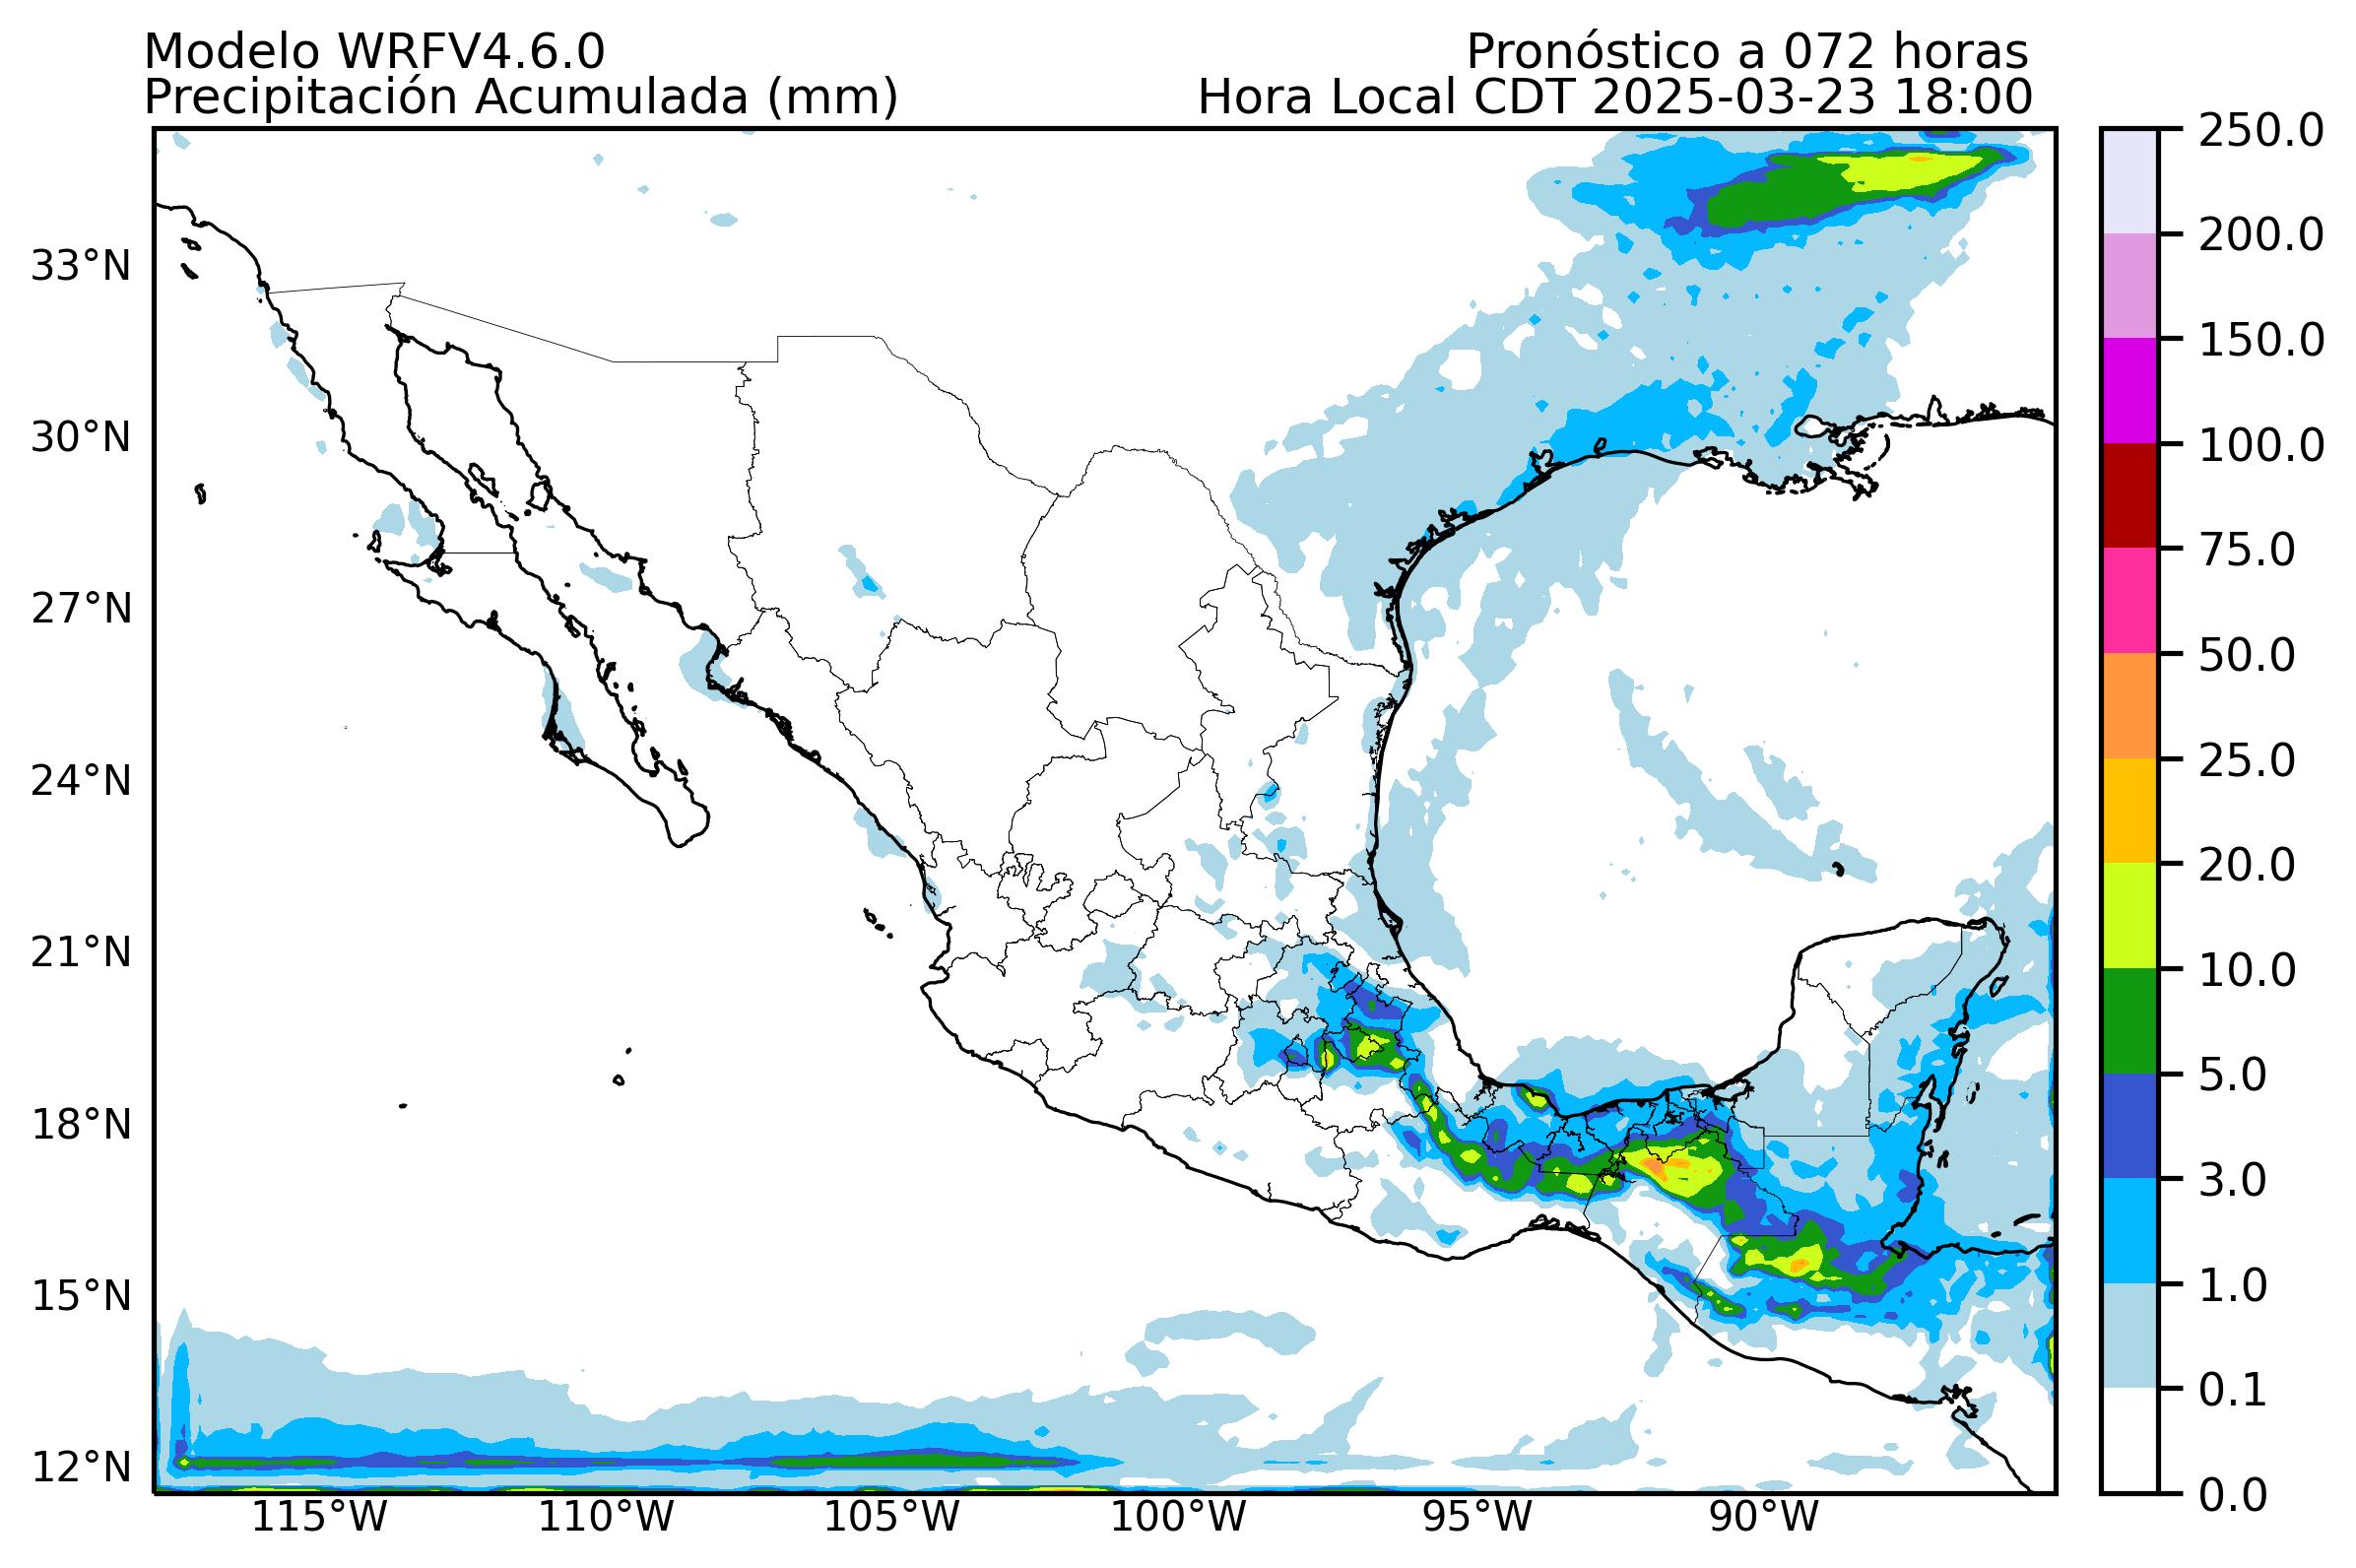 Modelo WRFV4.6.0
Pronóstico a 072 horas
Precipitación Acumulada (mm)
Hora Local CDT 2025-03-23 18:00
33°N
30°N
27°N
24°N
21°N
18°N
15°N
12°N
115°W
110°W
105°W
100°W
95°W
90°W
250.0
200.0
150.0
100.0
75.0
50.0
25.0
20.0
10.0
5.0
3.0
1.0
0.1
0.0